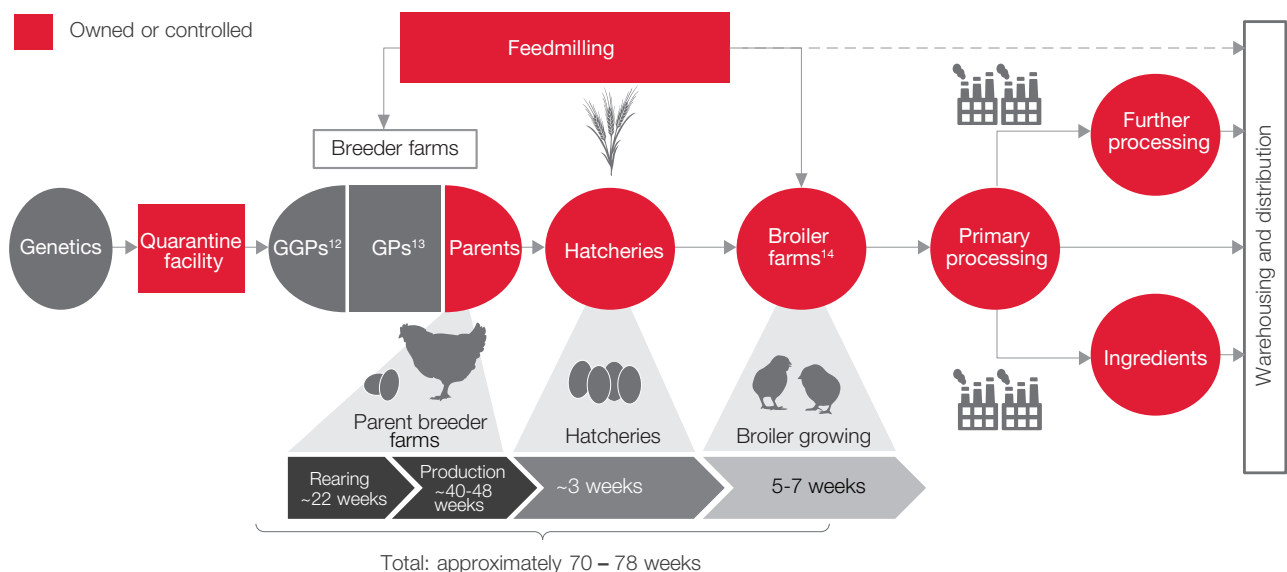 Owned or controlled
Feedmilling
Breeder farms
Genetics
Quarantine
facility
GGPs¹²
GPs¹³
Parents
Hatcheries
Broiler
farms¹⁴
Primary
processing
Further
processing
Ingredients
Warehousing and distribution
Parent breeder
farms
Hatcheries
Broiler growing
Rearing
~22 weeks
Production
~40-48
weeks
~3 weeks
5-7 weeks
Total: approximately 70 – 78 weeks